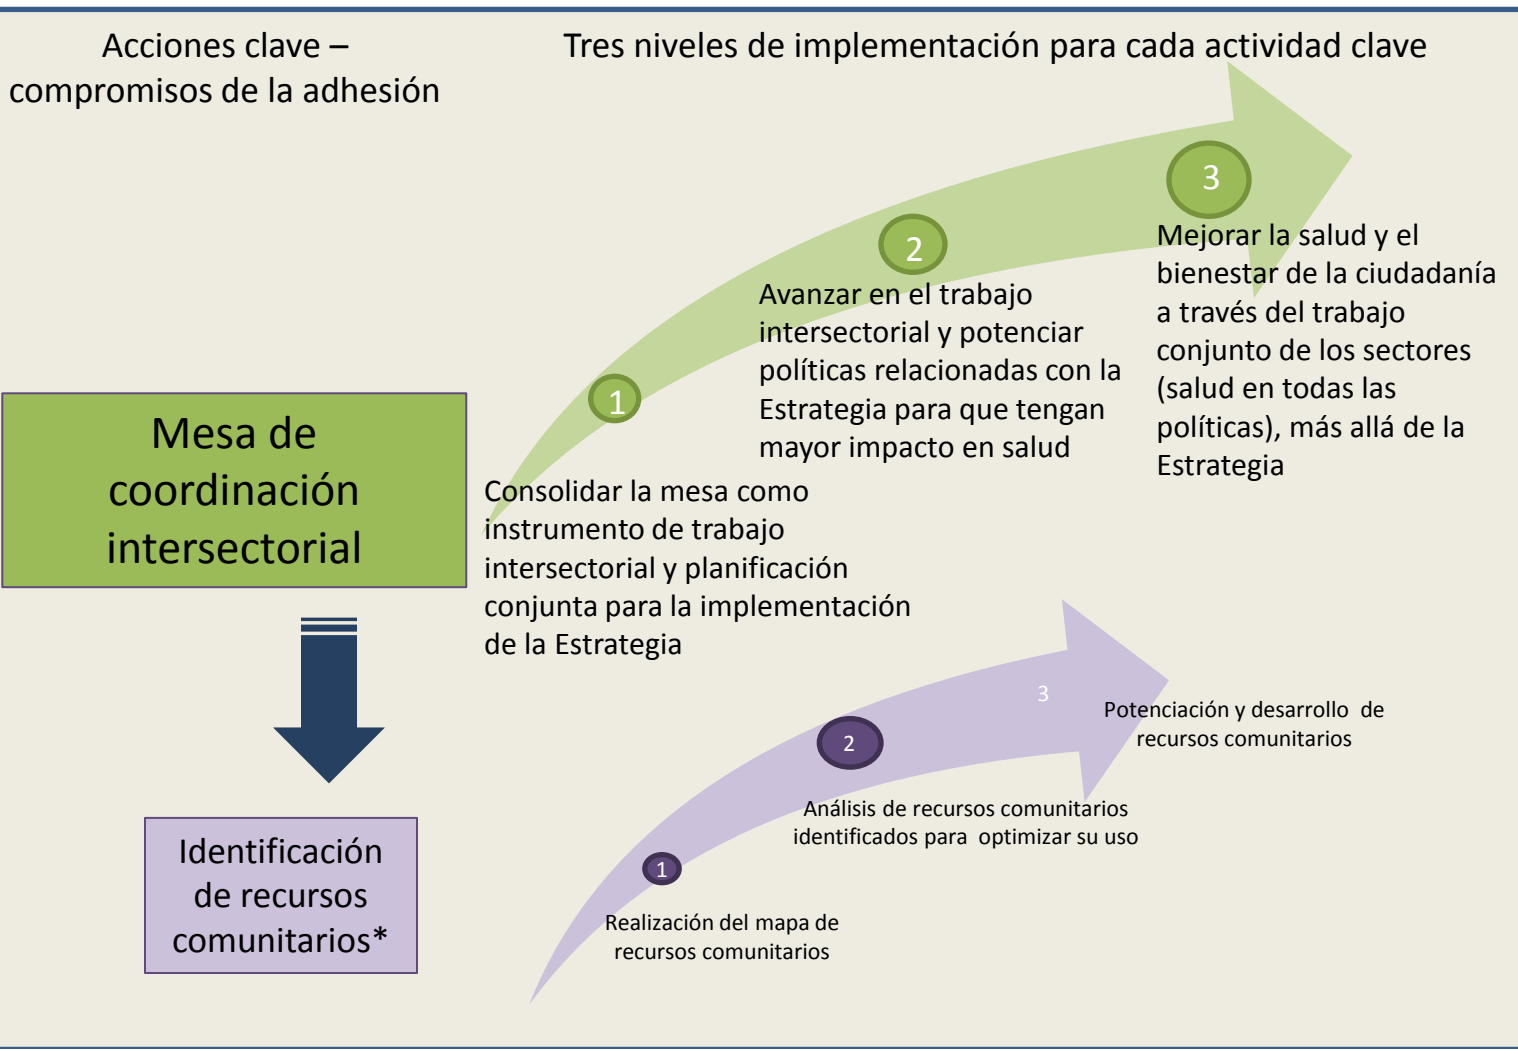 Acciones clave –
compromisos de la adhesión
Tres niveles de implementación para cada actividad clave
Mesa de
coordinación
intersectorial
1
Consolidar la mesa como
instrumento de trabajo
intersectorial y planificación
conjunta para la implementación
de la Estrategia
2
Avanzar en el trabajo
intersectorial y potenciar
políticas relacionadas con la
Estrategia para que tengan
mayor impacto en salud
3
Mejorar la salud y el
bienestar de la ciudadanía
a través del trabajo
conjunto de los sectores
(salud en todas las
políticas), más allá de la
Estrategia
Identificación
de recursos
comunitarios*
1
Realización del mapa de
recursos comunitarios
2
Análisis de recursos comunitarios
identificados para optimizar su uso
3
Potenciación y desarrollo de
recursos comunitarios